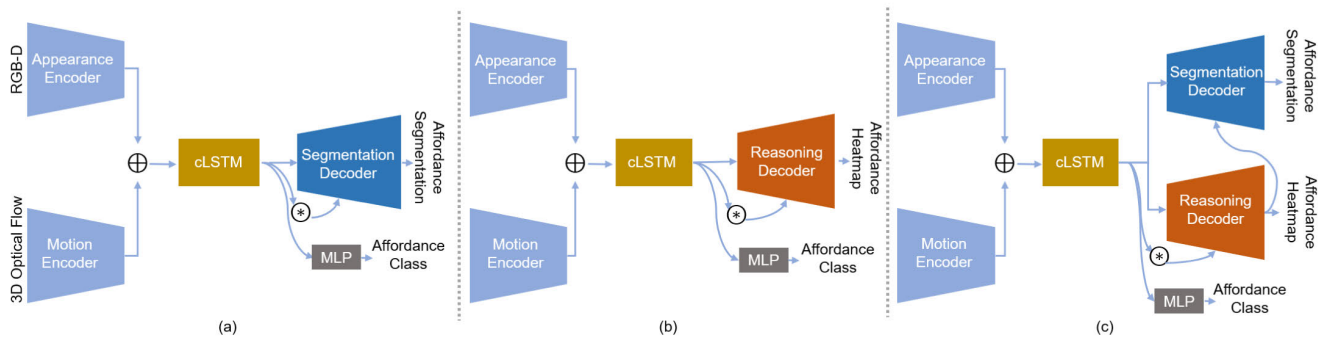 RGB-D
Appearance
Encoder
3D Optical Flow
Motion
Encoder
cLSTM
Segmentation
Decoder
Affordance
Segmentation
*
MLP
Affordance
Class
(a)
Appearance
Encoder
Motion
Encoder
cLSTM
Reasoning
Decoder
Affordance
Heatmap
*
MLP
Affordance
Class
(b)
Appearance
Encoder
Motion
Encoder
cLSTM
Segmentation
Decoder
Affordance
Segmentation
Reasoning
Decoder
Affordance
Heatmap
*
MLP
Affordance
Class
(c)